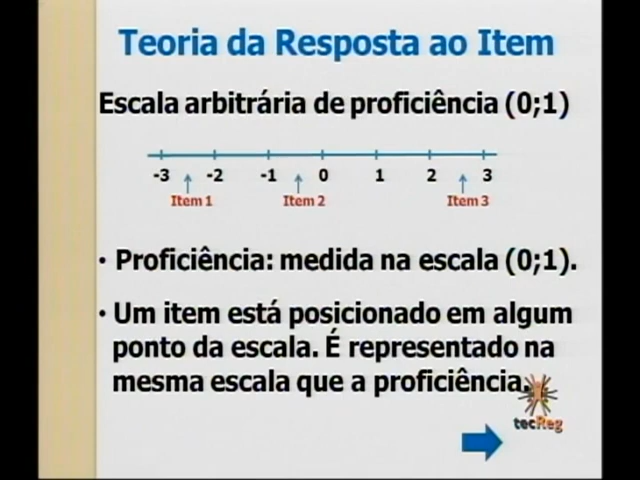 Teoria da Resposta ao Item
Escala arbitrária de proficiência (0;1)
-3 -2 -1 0 1 2 3
Item 1 Item 2 Item 3
• Proficiência: medida na escala (0;1).
• Um item está posicionado em algum
ponto da escala. É representado na
mesma escala que a proficiência.
tecReg